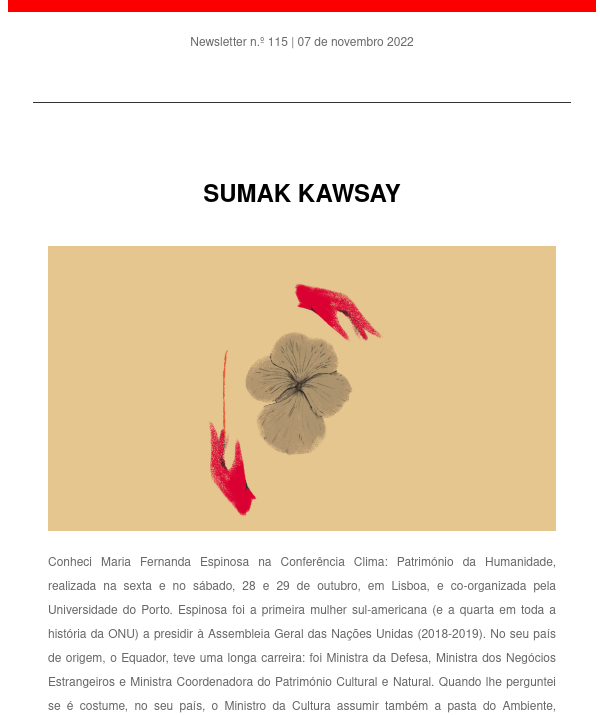 Newsletter n.º 115 | 07 de novembro 2022
SUMAK KAWSAY
Conheci Maria Fernanda Espinosa na Conferência Clima: Património da Humanidade,
realizada na sexta e no sábado, 28 e 29 de outubro, em Lisboa, e co-organizada pela
Universidade do Porto. Espinosa foi a primeira mulher sul-americana (e a quarta em toda a
história da ONU) a presidir à Assembleia Geral das Nações Unidas (2018-2019). No seu país
de origem, o Equador, teve uma longa carreira: foi Ministra da Defesa, Ministra dos Negócios
Estrangeiros e Ministra Coordenadora do Património Cultural e Natural. Quando lhe perguntei
se é costume, no seu país, o Ministro da Cultura assumir também a pasta do Ambiente,